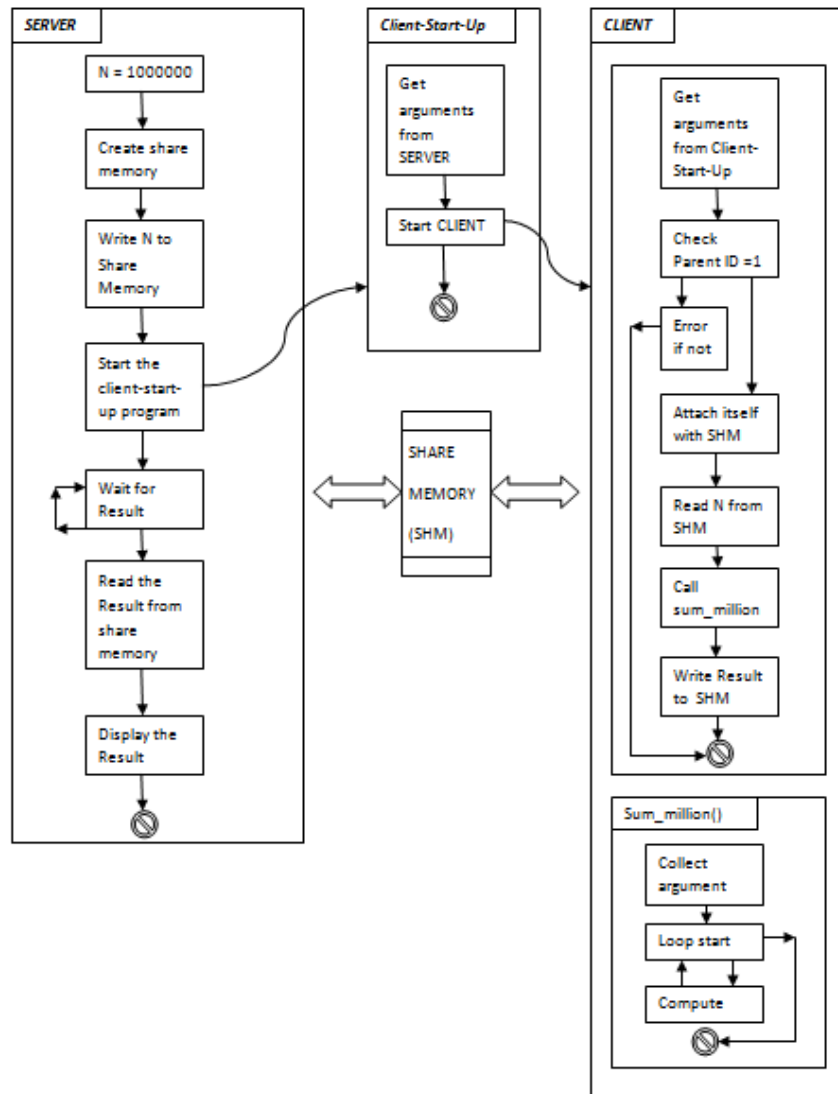 SERVER
N = 1000000
Create share
memory
Write N to
Share
Memory
Start the
client-start-
up program
Wait for
Result
Read the
Result from
share
memory
Display the
Result
Client-Start-Up
Get
arguments
from
SERVER
Start CLIENT
SHARE
MEMORY
(SHM)
CLIENT
Get
arguments
from Client-
Start-Up
Check
Parent ID =1
Error
if not
Attach itself
with SHM
Read N from
SHM
Call
sum_million
Write Result
to SHM
Sum_million()
Collect
argument
Loop start
Compute